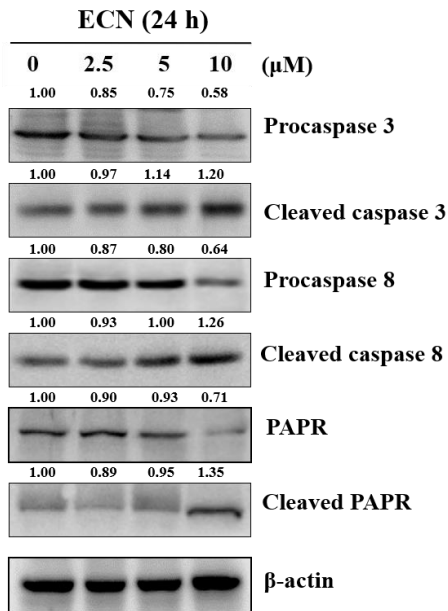 ECN (24 h)
0 2.5 5 10 (μM)
1.00 0.85 0.75 0.58
Procaspase 3
1.00 0.97 1.14 1.20
Cleaved caspase 3
1.00 0.87 0.80 0.64
Procaspase 8
1.00 0.93 1.00 1.26
Cleaved caspase 8
1.00 0.90 0.93 0.71
PAPR
1.00 0.89 0.95 1.35
Cleaved PAPR
β-actin